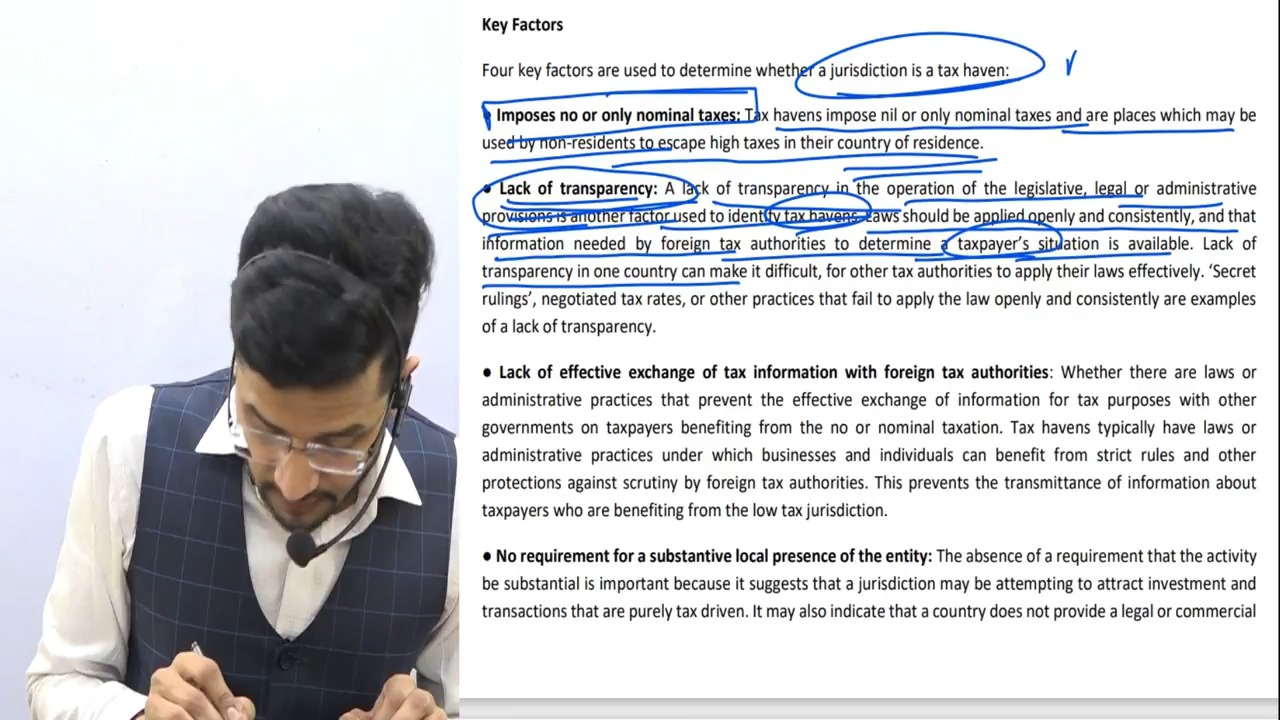 Key Factors
Four key factors are used to determine whether a jurisdiction is a tax haven:
● Imposes no or only nominal taxes: Tax havens impose nil or only nominal taxes and are places which may be
used by non-residents to escape high taxes in their country of residence.
● Lack of transparency: A lack of transparency in the operation of the legislative, legal or administrative
provisions is another factor used to identify tax havens. Laws should be applied openly and consistently, and that
information needed by foreign tax authorities to determine a taxpayer’s situation is available. Lack of
transparency in one country can make it difficult, for other tax authorities to apply their laws effectively. ‘Secret
rulings’, negotiated tax rates, or other practices that fail to apply the law openly and consistently are examples
of a lack of transparency.
● Lack of effective exchange of tax information with foreign tax authorities: Whether there are laws or
administrative practices that prevent the effective exchange of information for tax purposes with other
governments on taxpayers benefiting from the no or nominal taxation. Tax havens typically have laws or
administrative practices under which businesses and individuals can benefit from strict rules and other
protections against scrutiny by foreign tax authorities. This prevents the transmittance of information about
taxpayers who are benefiting from the low tax jurisdiction.
● No requirement for a substantive local presence of the entity: The absence of a requirement that the activity
be substantial is important because it suggests that a jurisdiction may be attempting to attract investment and
transactions that are purely tax driven. It may also indicate that a country does not provide a legal or commercial